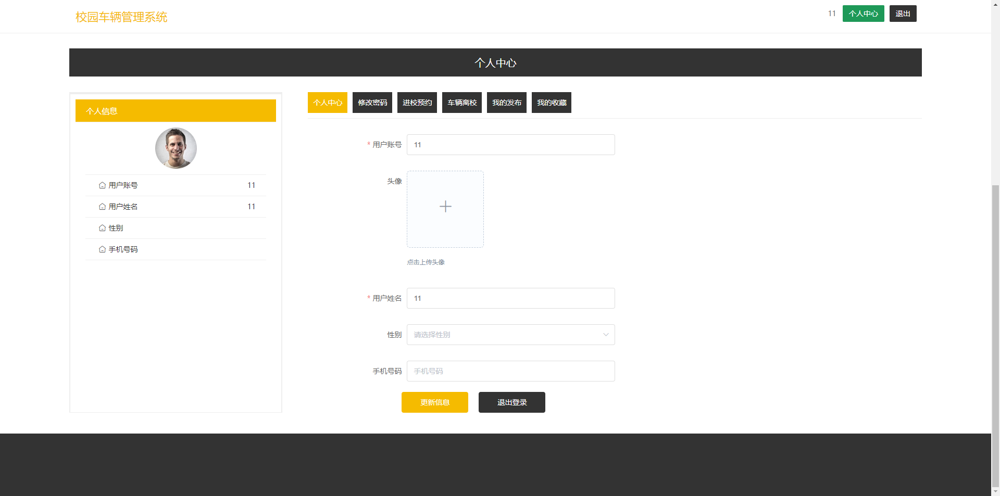 校园车辆管理系统
11 个人中心 退出
个人中心
个人信息
用户账号 11
用户姓名 11
性别
手机号码
个人中心 修改密码 进校预约 车辆离校 我的发布 我的收藏
* 用户账号 11
头像
点击上传头像
* 用户姓名 11
性别 请选择性别
手机号码 手机号码
更新信息 退出登录